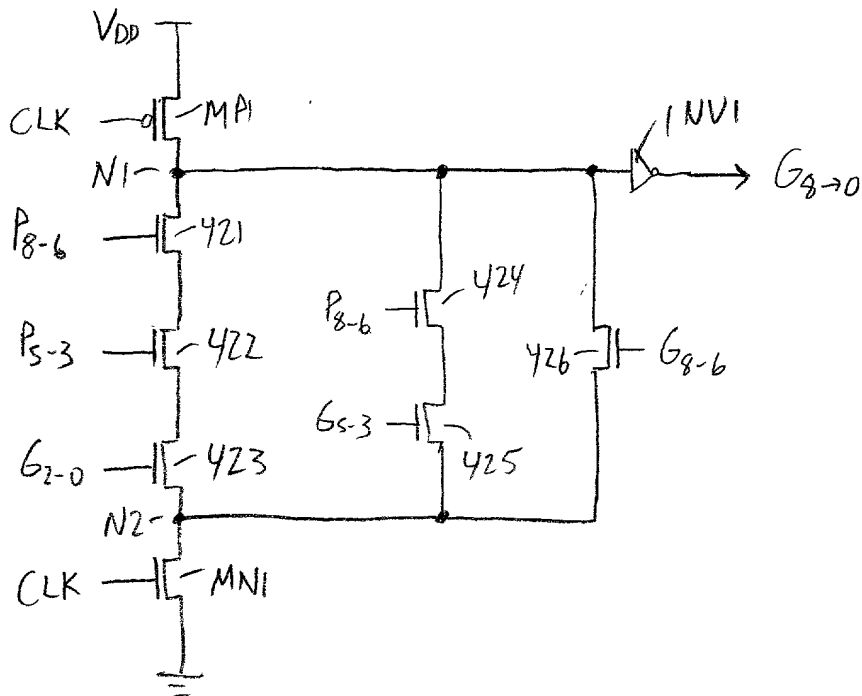 VDD
CLK
MP1
INV1
N1
G8→0
P8-6
421
P8-6
424
P5-3
422
426
G8-6
G5-3
425
G2-0
423
N2
CLK
MN1